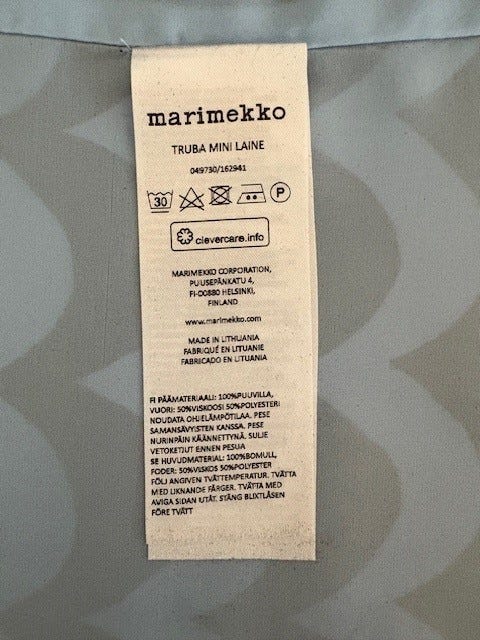 marimekko
TRUBA MINI LAINE
049730/162941
30
P
clevercare.info
MARIMEKKO CORPORATION,
PUUSEPÄNKATU 4,
FI-00880 HELSINKI,
FINLAND
www.marimekko.com
MADE IN LITHUANIA
FABRIQUÉ EN LITUANIE
FABRICADO EN LITUANIA
FI PÄÄMATERIAALI: 100%PUUVILLA,
VUORI: 50%VISKOOSI 50%POLYESTERI
NOUDATA OHJELÄMPÖTILAA. PESE
SAMANSÄVYISTEN KANSSA. PESE
NURINPÄIN KÄÄNNETTYNÄ. SULJE
VETOKETJUT ENNEN PESUA
SE HUVUDMATERIAL: 100%BOMULL,
FODER: 50%VISKOS 50%POLYESTER
FÖLJ ANGIVEN TVÄTTEMPERATUR. TVÄTTA
MED LIKNANDE FÄRGER. TVÄTTA MED
AVIGA SIDAN UTÅT. STÄNG BLIXTLÅSEN
FÖRE TVÄTT